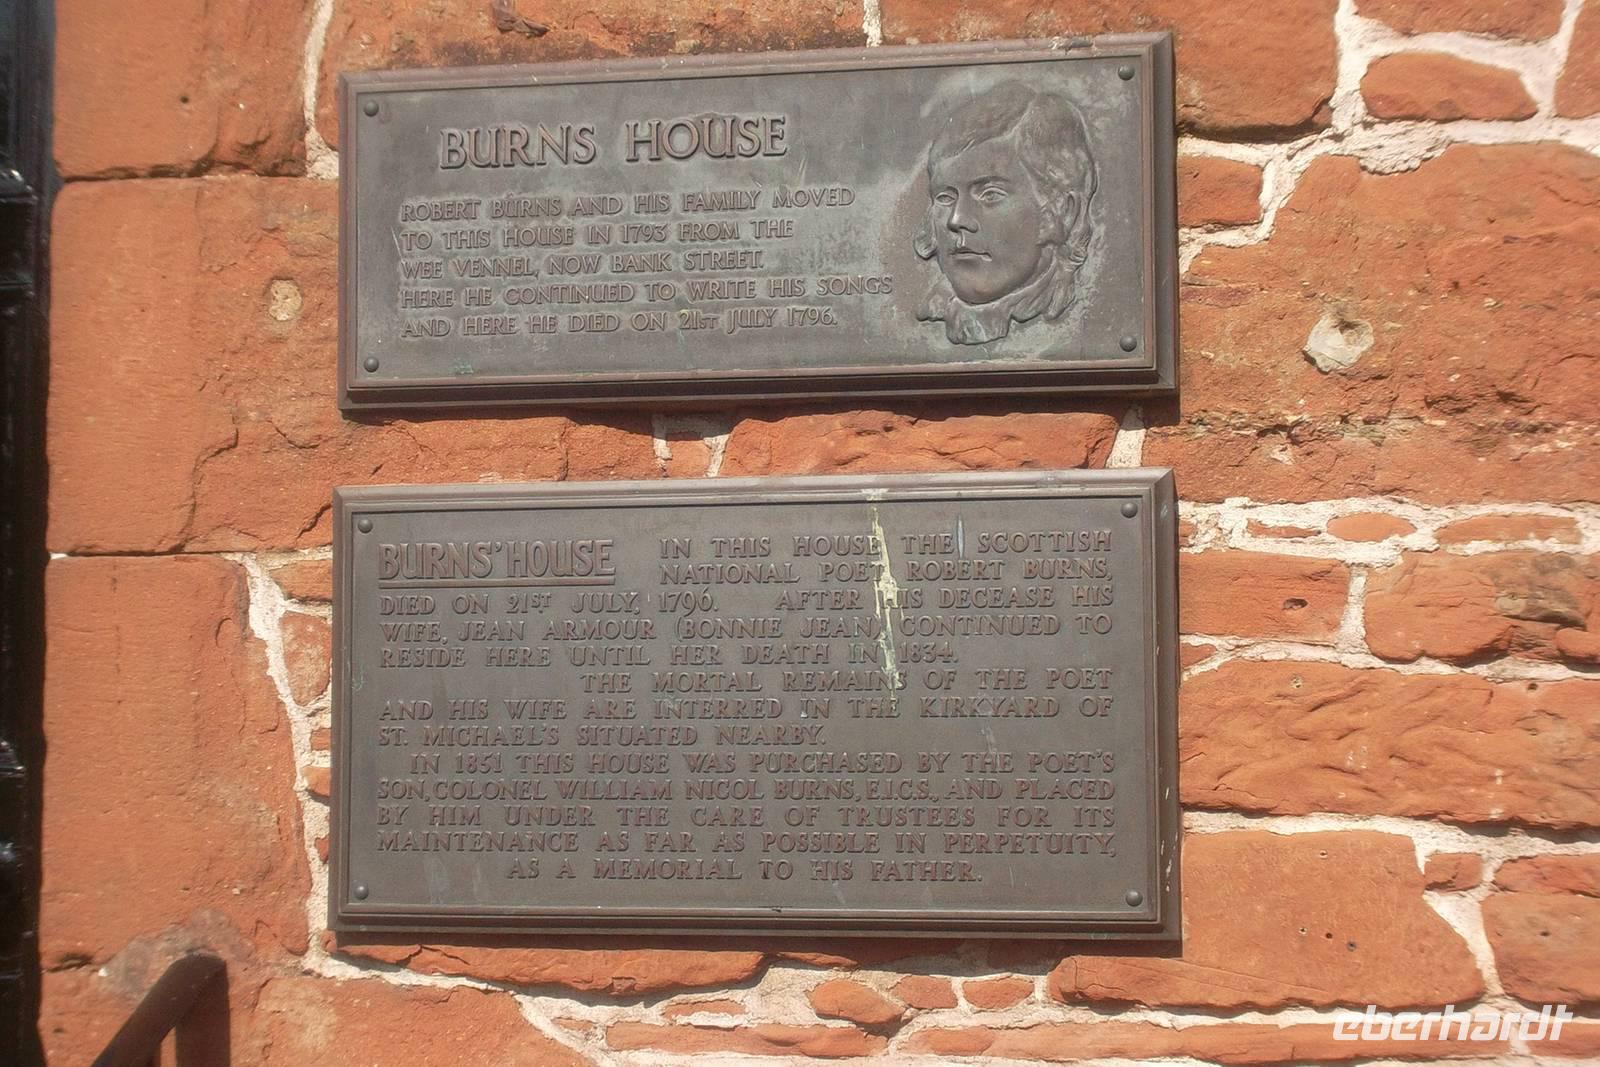 BURNS HOUSE
ROBERT BURNS AND HIS FAMILY MOVED
TO THIS HOUSE IN 1793 FROM THE
WEE VENNEL, NOW BANK STREET.
HERE HE CONTINUED TO WRITE HIS SONGS
AND HERE HE DIED ON 21ST JULY 1796.
BURNS' HOUSE IN THIS HOUSE THE SCOTTISH
NATIONAL POET ROBERT BURNS,
DIED ON 21ST JULY, 1796. AFTER HIS DECEASE HIS
WIFE, JEAN ARMOUR (BONNIE JEAN) CONTINUED TO
RESIDE HERE UNTIL HER DEATH IN 1834.
THE MORTAL REMAINS OF THE POET
AND HIS WIFE ARE INTERRED IN THE KIRKYARD OF
ST. MICHAEL'S SITUATED NEARBY.
IN 1851 THIS HOUSE WAS PURCHASED BY THE POET'S
SON, COLONEL WILLIAM NICOL BURNS, E.I.C.S., AND PLACED
BY HIM UNDER THE CARE OF TRUSTEES FOR ITS
MAINTENANCE AS FAR AS POSSIBLE IN PERPETUITY,
AS A MEMORIAL TO HIS FATHER.
eberhardt